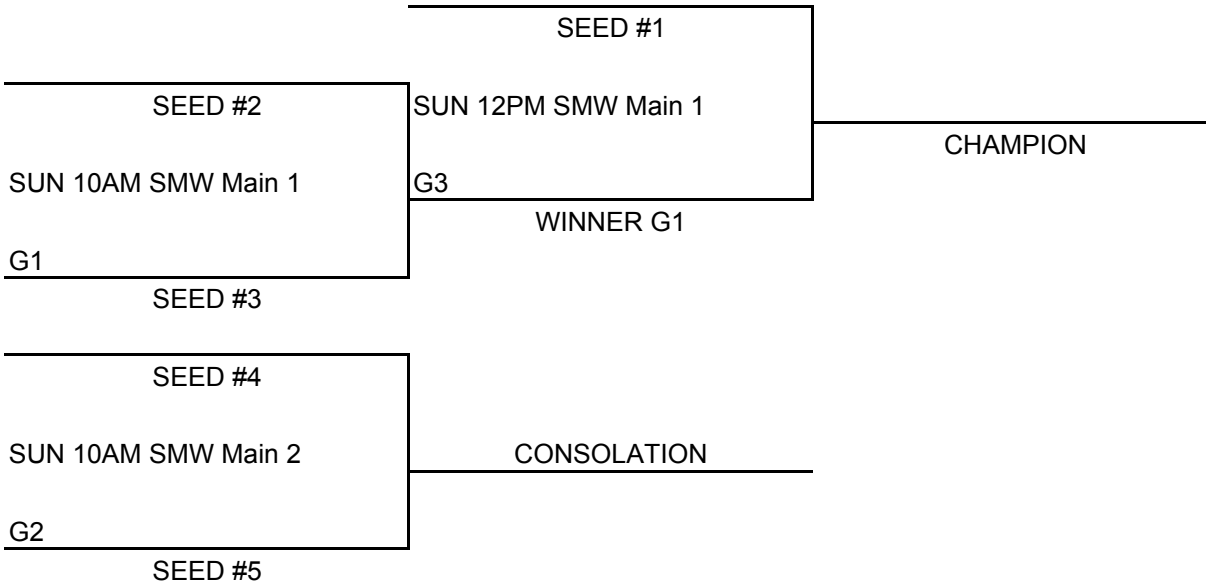 SEED #1
SEED #2
SUN 12PM SMW Main 1
CHAMPION
SUN 10AM SMW Main 1
G3
WINNER G1
G1
SEED #3
SEED #4
SUN 10AM SMW Main 2
CONSOLATION
G2
SEED #5